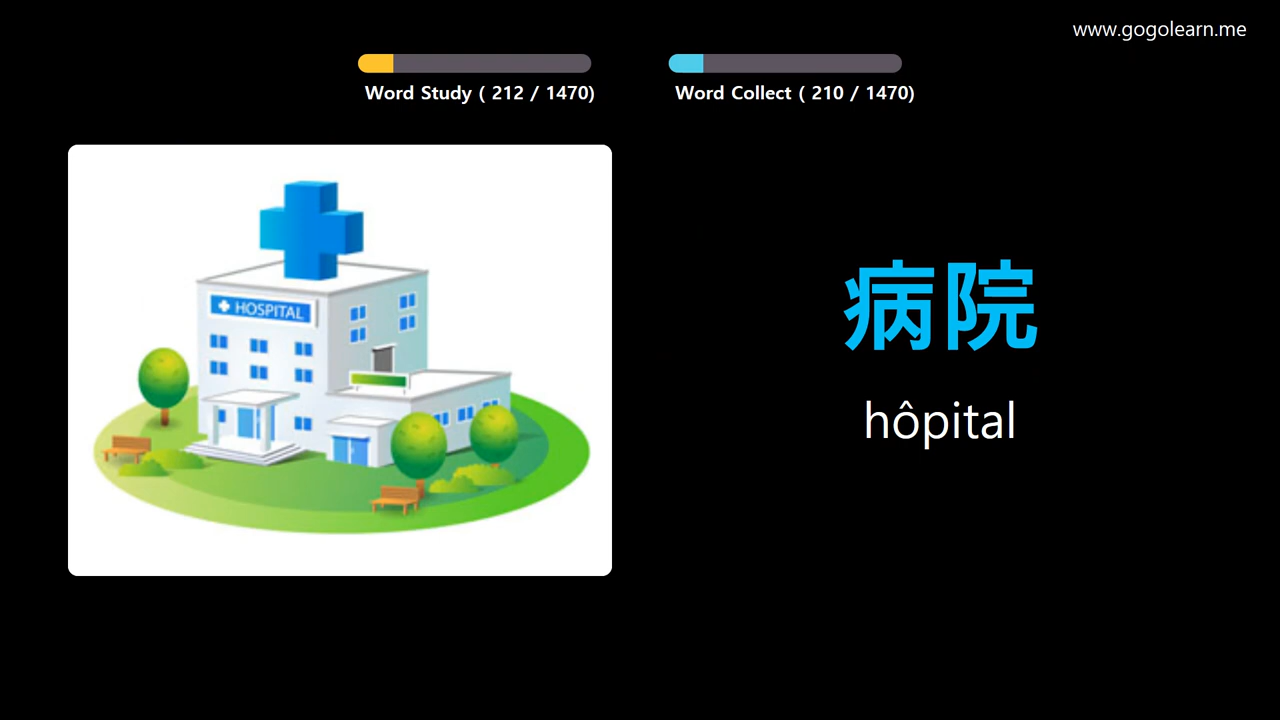 www.gogolearn.me
Word Study ( 212 / 1470)
Word Collect ( 210 / 1470)
HOSPITAL
病院
hôpital